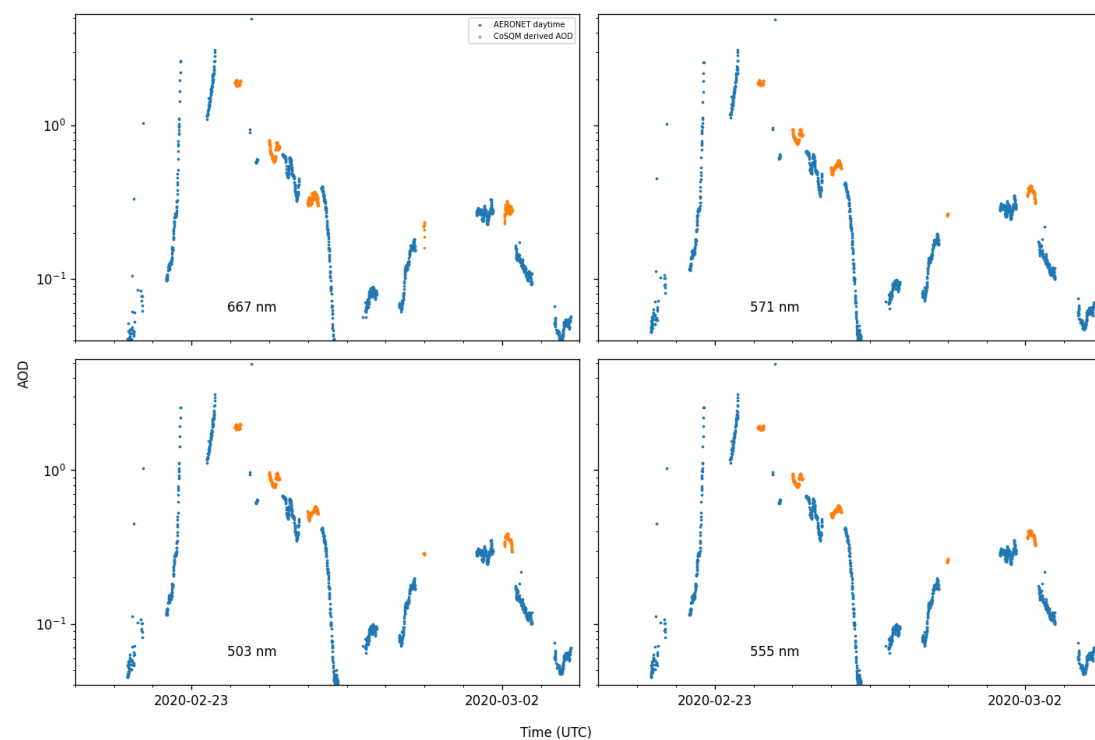 AERONET daytime
CoSQM derived AOD
10⁰
10⁻¹
667 nm
571 nm
AOD
10⁰
10⁻¹
503 nm
555 nm
2020-02-23
2020-03-02
2020-02-23
2020-03-02
Time (UTC)